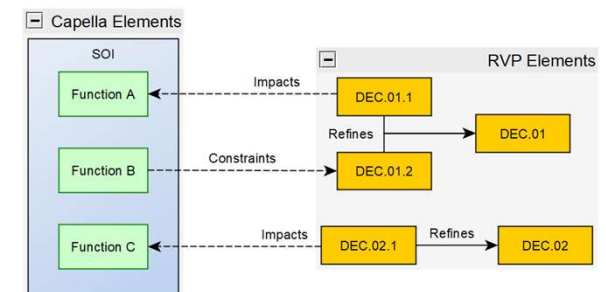 Capella Elements
SOI
RVP Elements
Function A
Impacts
DEC.01.1
Refines
DEC.01
Function B
Constraints
DEC.01.2
Function C
Impacts
DEC.02.1
Refines
DEC.02